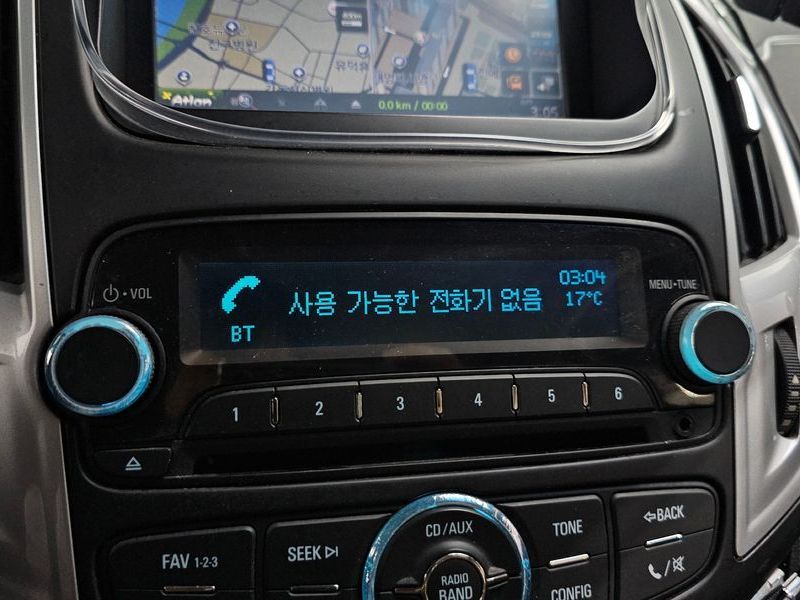 Atlan
0.0 km / 00:00
3:05
VOL
사용 가능한 전화기 없음
03:04
17°C
BT
MENU-TUNE
1
2
3
4
5
6
FAV 1-2-3
SEEK
CD/AUX
RADIO
BAND
TONE
CONFIG
BACK